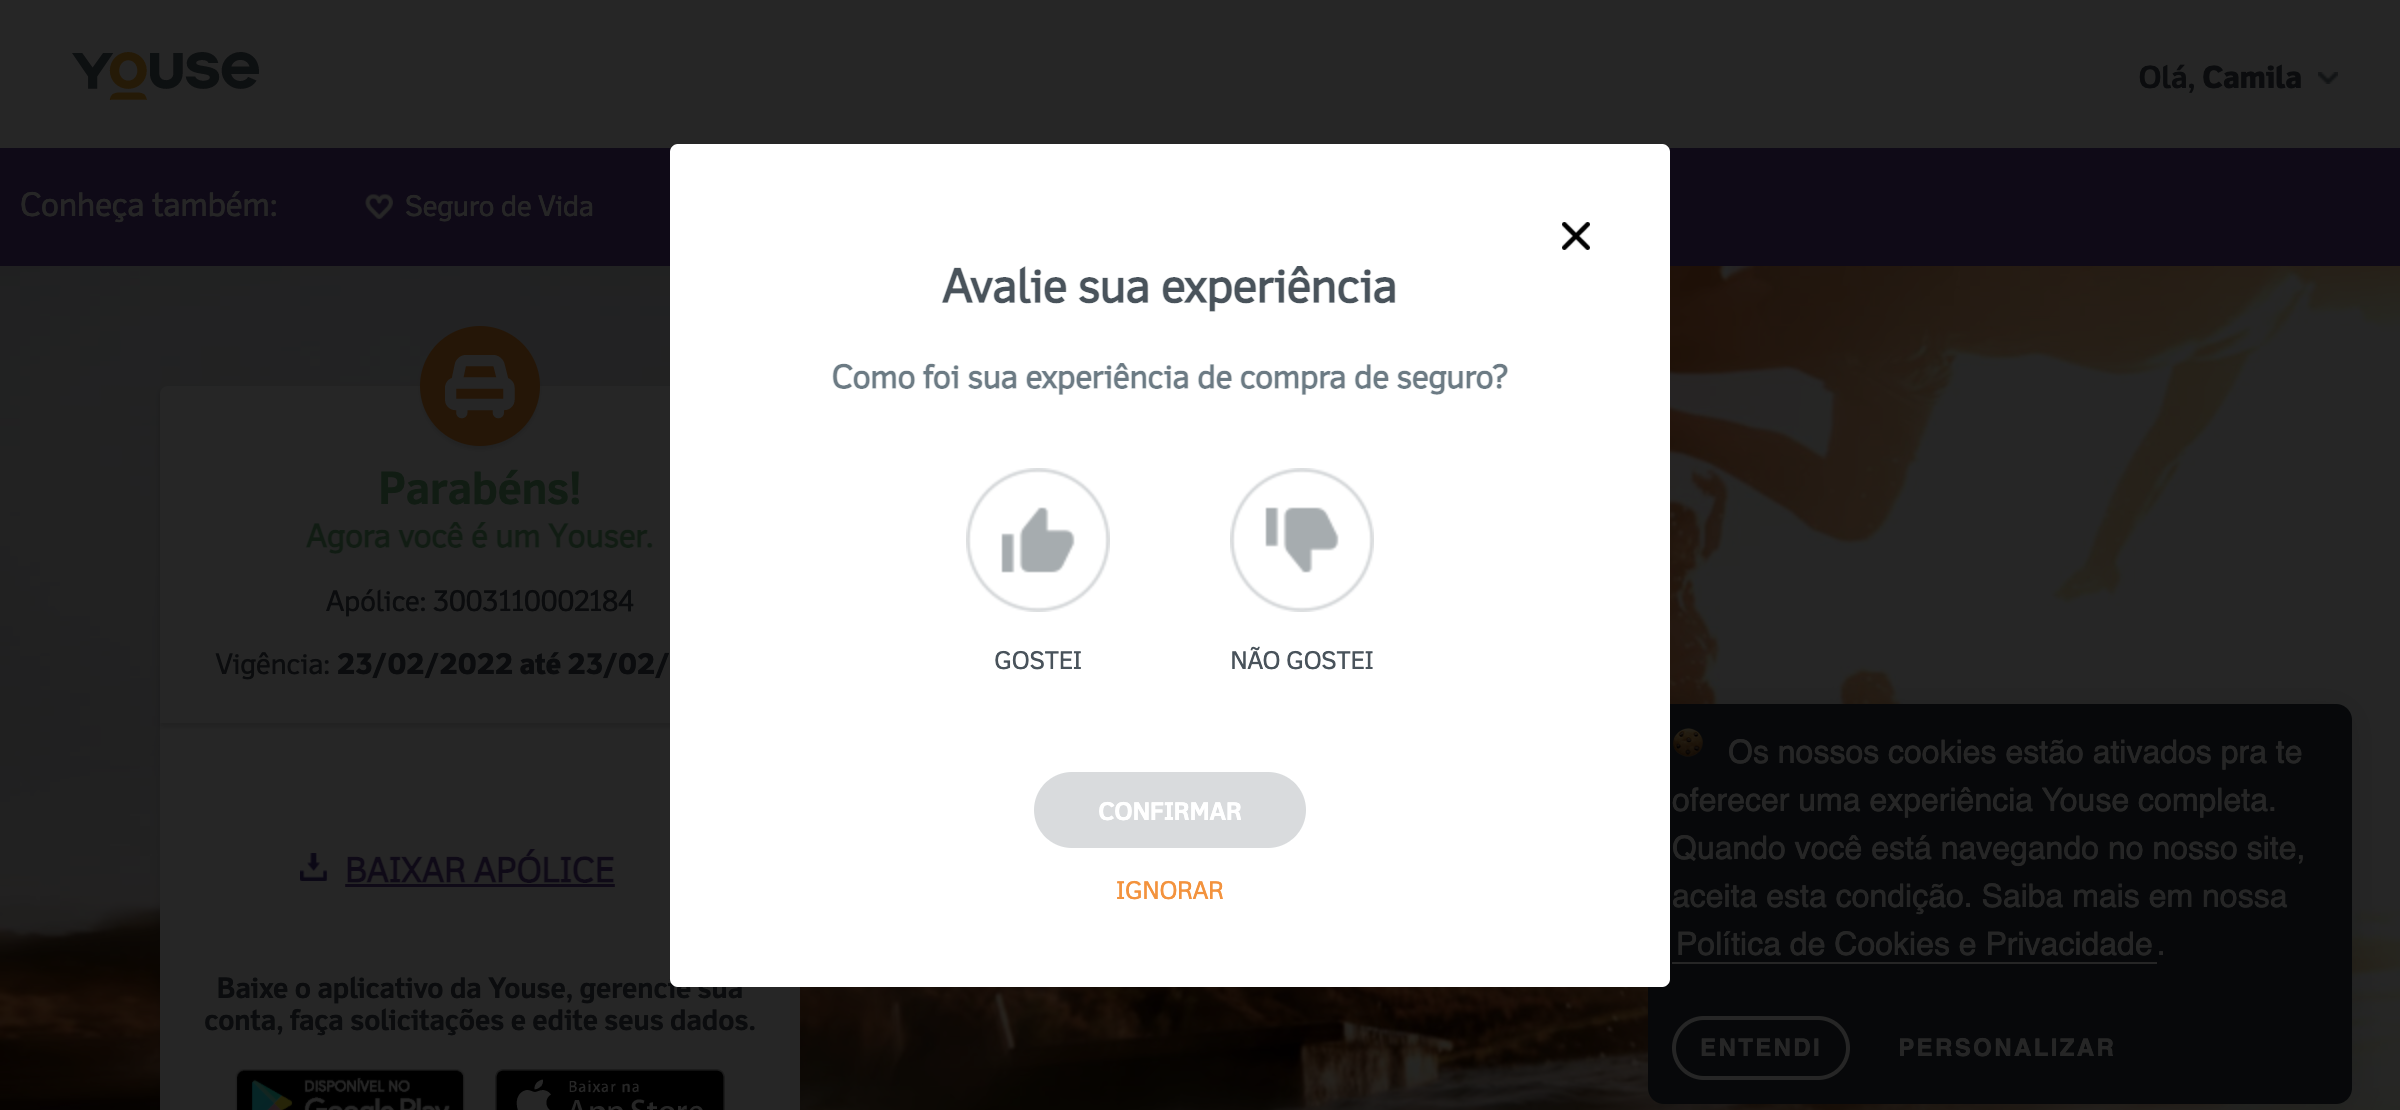 Youse
Olá, Camila
Conheça também:
Seguro de Vida
Avalie sua experiência
Como foi sua experiência de compra de seguro?
GOSTEI
NÃO GOSTEI
CONFIRMAR
IGNORAR
Parabéns!
Agora você é um Youser.
Apólice: 3003110002184
Vigência: 23/02/2022 até 23/02/
BAIXAR APÓLICE
Baixe o aplicativo da Youse, gerencie sua
conta, faça solicitações e edite seus dados.
DISPONÍVEL NO
Google Play
Baixar na
App Store
Os nossos cookies estão ativados pra te
oferecer uma experiência Youse completa.
Quando você está navegando no nosso site,
aceita esta condição. Saiba mais em nossa
Política de Cookies e Privacidade.
ENTENDI
PERSONALIZAR